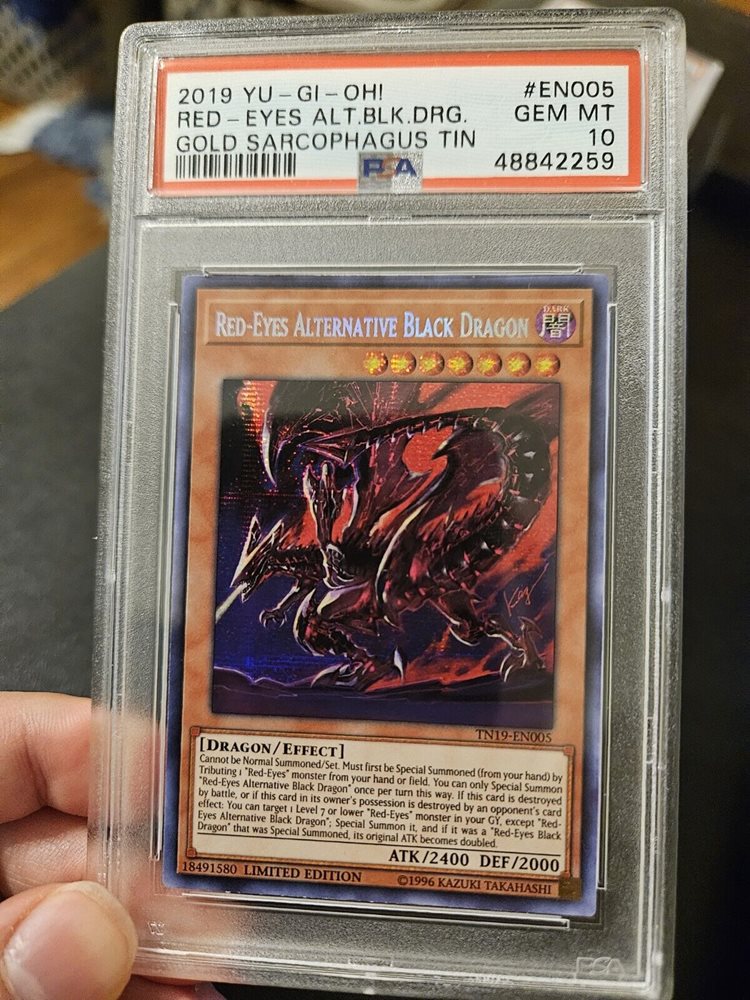 2019 YU-GI-OH! #EN005
RED-EYES ALT.BLK.DRG. GEM MT
GOLD SARCOPHAGUS TIN 10
PSA 48842259
RED-EYES ALTERNATIVE BLACK DRAGON
DARK
闇
Kaz
TN19-EN005
[DRAGON/EFFECT]
Cannot be Normal Summoned/Set. Must first be Special Summoned (from your hand) by
Tributing 1 "Red-Eyes" monster from your hand or field. You can only Special Summon
"Red-Eyes Alternative Black Dragon" once per turn this way. If this card is destroyed
by battle, or if this card in its owner's possession is destroyed by an opponent's card
effect: You can target 1 Level 7 or lower "Red-Eyes" monster in your GY, except "Red-
Eyes Alternative Black Dragon"; Special Summon it, and if it was a "Red-Eyes Black
Dragon" that was Special Summoned, its original ATK becomes doubled.
ATK/2400 DEF/2000
18491580 LIMITED EDITION ©1996 KAZUKI TAKAHASHI
PSA